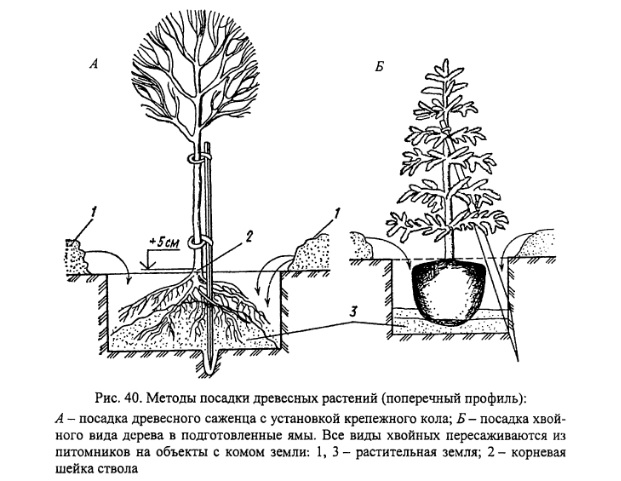 А
Б
1
+5см
2
1
3
Рис. 40. Методы посадки древесных растений (поперечный профиль):
А – посадка древесного саженца с установкой крепежного кола; Б – посадка хвой-
ного вида дерева в подготовленные ямы. Все виды хвойных пересаживаются из
питомников на объекты с комом земли: 1, 3 – растительная земля; 2 – корневая
шейка ствола